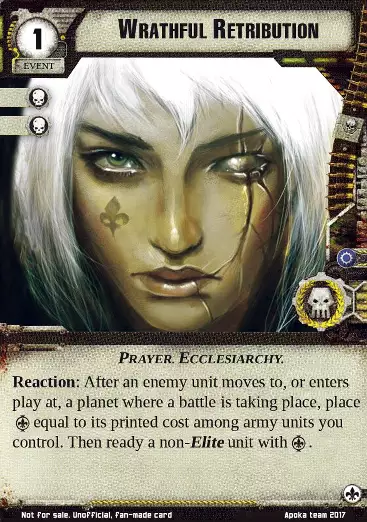 WRATHFUL RETRIBUTION
1
EVENT
PRAYER. ECCLESIARCHY.
Reaction: After an enemy unit moves to, or enters
play at, a planet where a battle is taking place, place
equal to its printed cost among army units you
control. Then ready a non-Elite unit with .
Not for sale. Unofficial, fan-made card
Apoka team 2017